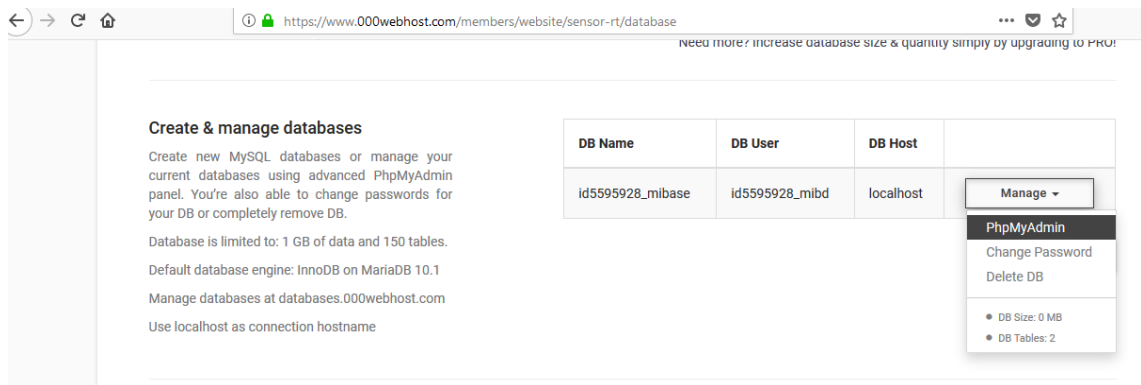 https://www.000webhost.com/members/website/sensor-rt/database
Need more? Increase database size & quantity simply by upgrading to PRO!
Create & manage databases
Create new MySQL databases or manage your
current databases using advanced PhpMyAdmin
panel. You're also able to change passwords for
your DB or completely remove DB.
Database is limited to: 1 GB of data and 150 tables.
Default database engine: InnoDB on MariaDB 10.1
Manage databases at databases.000webhost.com
Use localhost as connection hostname
DB Name DB User DB Host
id5595928_mibase id5595928_mibd localhost Manage
PhpMyAdmin
Change Password
Delete DB
DB Size: 0 MB
DB Tables: 2